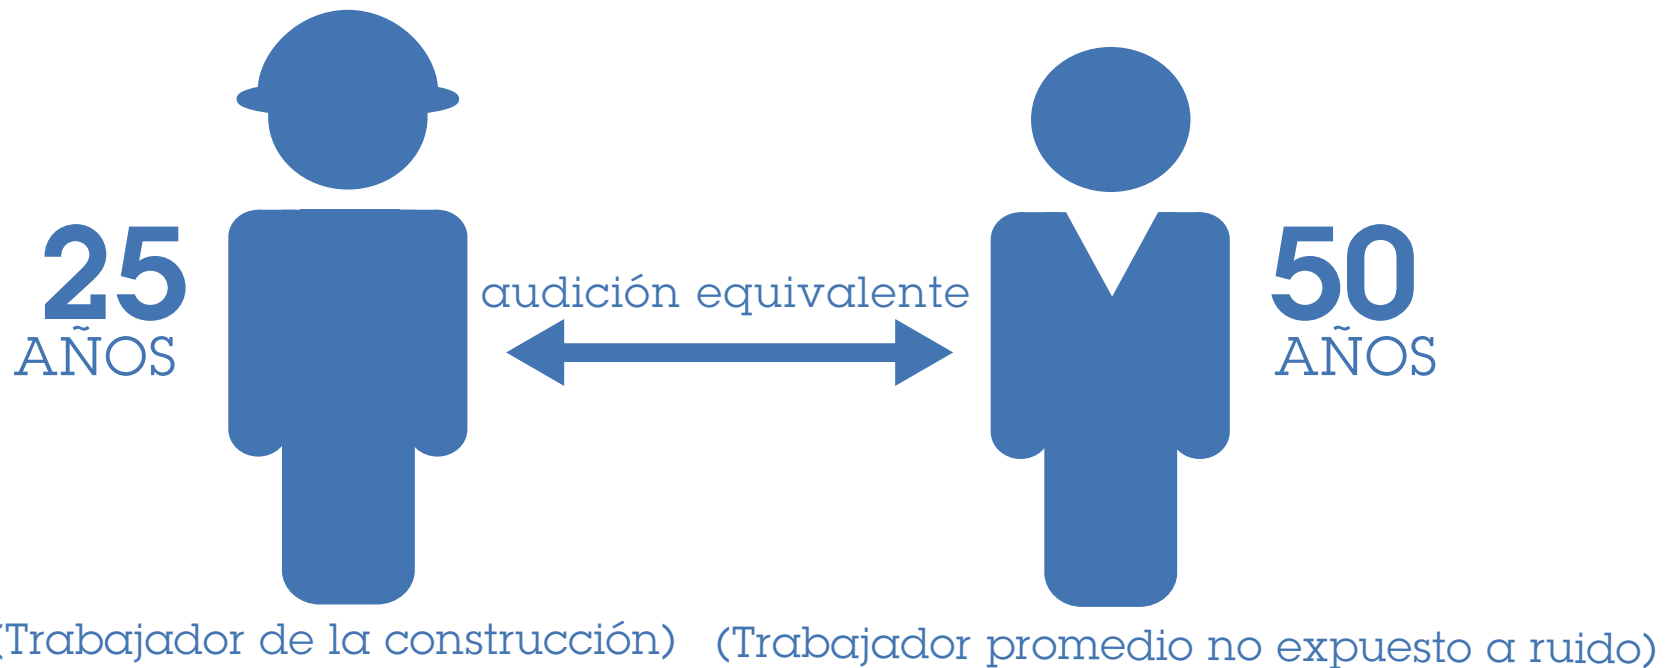 25
AÑOS
audición equivalente
50
AÑOS
(Trabajador de la construcción)
(Trabajador promedio no expuesto a ruido)